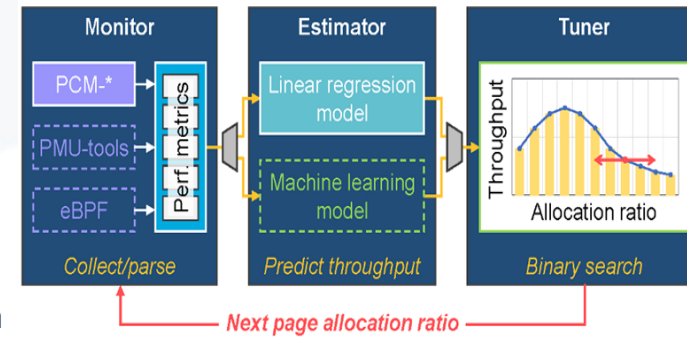 Monitor
PCM-*
PMU-tools
eBPF
Perf. metrics
Collect/parse
Estimator
Linear regression
model
Machine learning
model
Predict throughput
Tuner
Throughput
Allocation ratio
Binary search
Next page allocation ratio